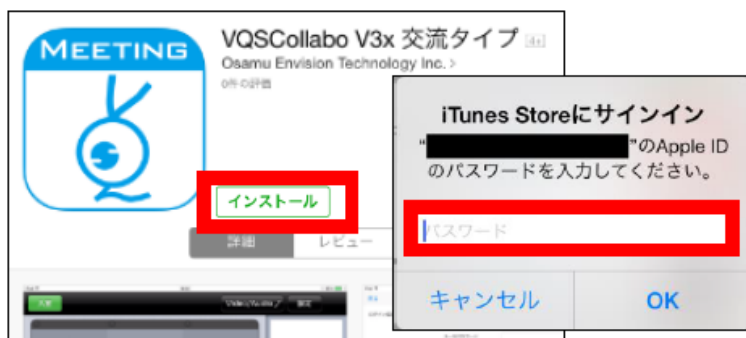 MEETING
VQSCollabo V3x 交流タイプ 4+
Osamu Envision Technology Inc. >
0件の評価
インストール
詳細
レビュー
iTunes Storeにサインイン
“ ”のApple ID
のパスワードを入力してください。
パスワード
キャンセル
OK